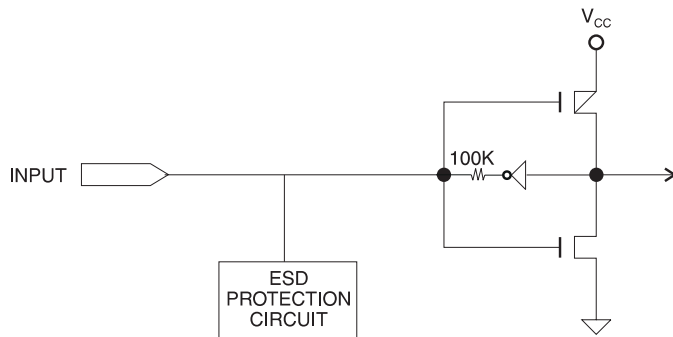 V_CC
100K
INPUT
ESD
PROTECTION
CIRCUIT